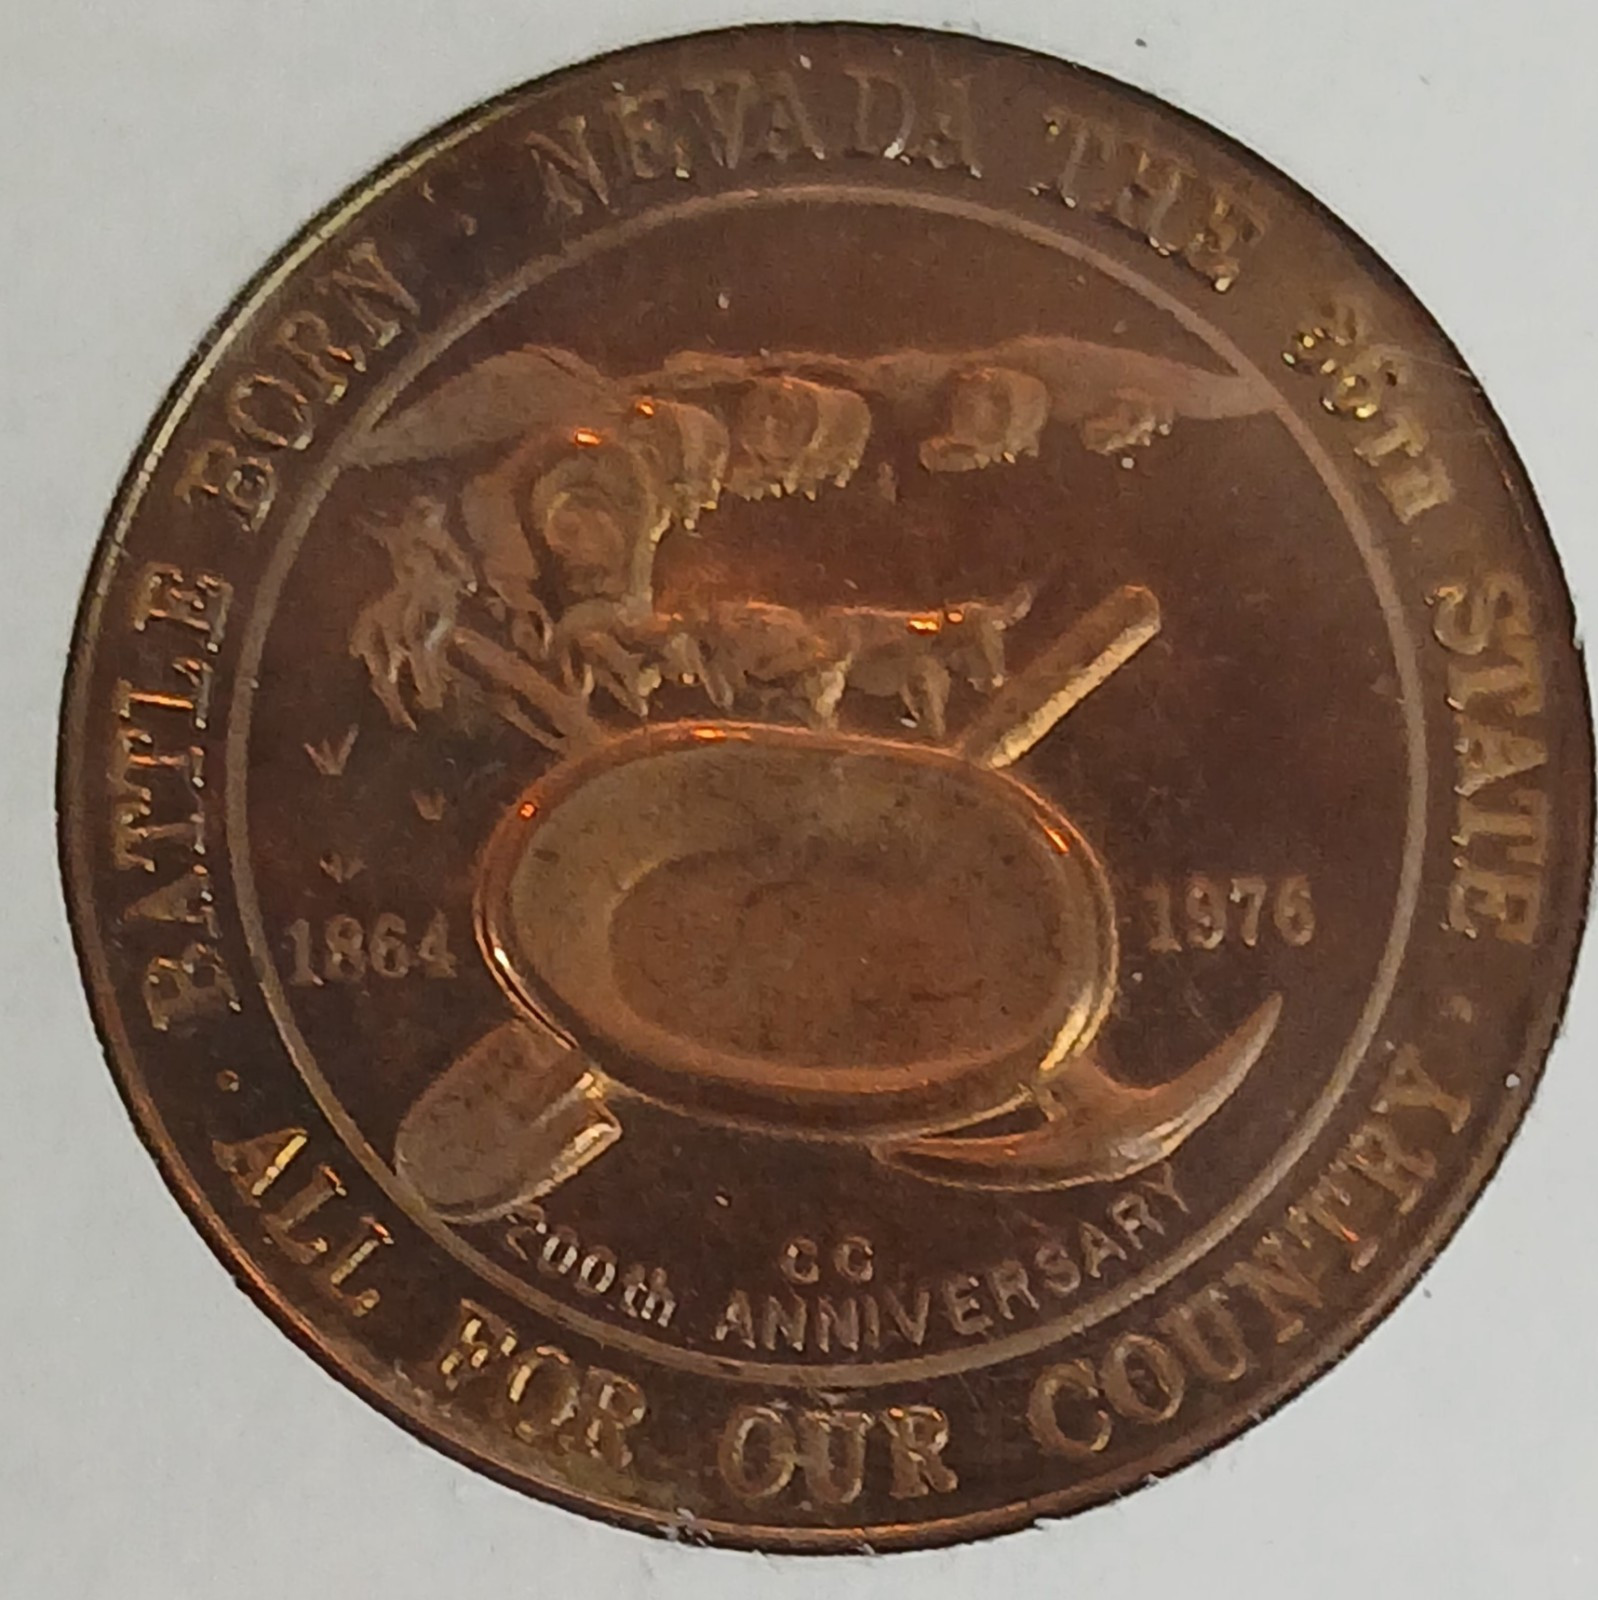 BATTLE BORN · NEVADA THE 36TH STATE ·
1864
1976
CC
200th ANNIVERSARY
· ALL FOR OUR COUNTRY ·